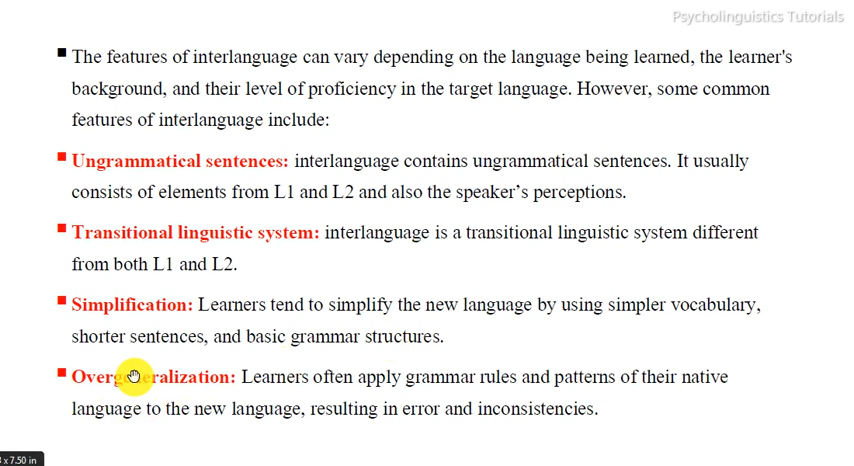 Psycholinguistics Tutorials
The features of interlanguage can vary depending on the language being learned, the learner's
background, and their level of proficiency in the target language. However, some common
features of interlanguage include:
Ungrammatical sentences: interlanguage contains ungrammatical sentences. It usually
consists of elements from L1 and L2 and also the speaker’s perceptions.
Transitional linguistic system: interlanguage is a transitional linguistic system different
from both L1 and L2.
Simplification: Learners tend to simplify the new language by using simpler vocabulary,
shorter sentences, and basic grammar structures.
Overgeneralization: Learners often apply grammar rules and patterns of their native
language to the new language, resulting in error and inconsistencies.
x 7.50 in